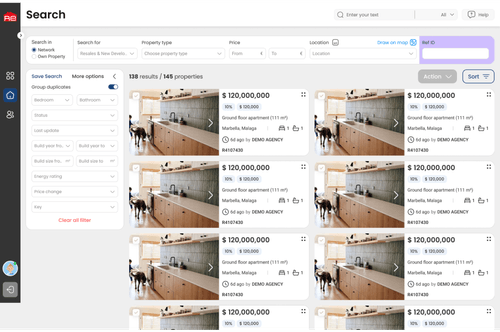 RE
Search
Enter your text
All
Help
Search in
Network
Own Property
Search for
Resales & New Develo..
Property type
Choose property type
Price
From €
To €
Location
Location
Draw on map
Ref ID
Save Search
More options
Group duplicates
Bedroom
Bathroom
Status
Last update
Build year fro..
Build year to
Build size fro..
Build size to
Energy rating
Price change
Key
Clear all filter
138 results / 145 properties
Action
Sort
$ 120,000,000
10%
$ 120,000
Ground floor apartment (111 m²)
Marbella, Malaga
1
1
6d ago by DEMO AGENCY
R4107430
$ 120,000,000
10%
$ 120,000
Ground floor apartment (111 m²)
Marbella, Malaga
1
1
6d ago by DEMO AGENCY
R4107430
$ 120,000,000
10%
$ 120,000
Ground floor apartment (111 m²)
Marbella, Malaga
1
1
6d ago by DEMO AGENCY
R4107430
$ 120,000,000
10%
$ 120,000
Ground floor apartment (111 m²)
Marbella, Malaga
1
1
6d ago by DEMO AGENCY
R4107430
$ 120,000,000
10%
$ 120,000
Ground floor apartment (111 m²)
Marbella, Malaga
1
1
6d ago by DEMO AGENCY
R4107430
$ 120,000,000
10%
$ 120,000
Ground floor apartment (111 m²)
Marbella, Malaga
1
1
6d ago by DEMO AGENCY
R4107430
$ 120,000,000
10%
$ 120,000
$ 120,000,000
10%
$ 120,000